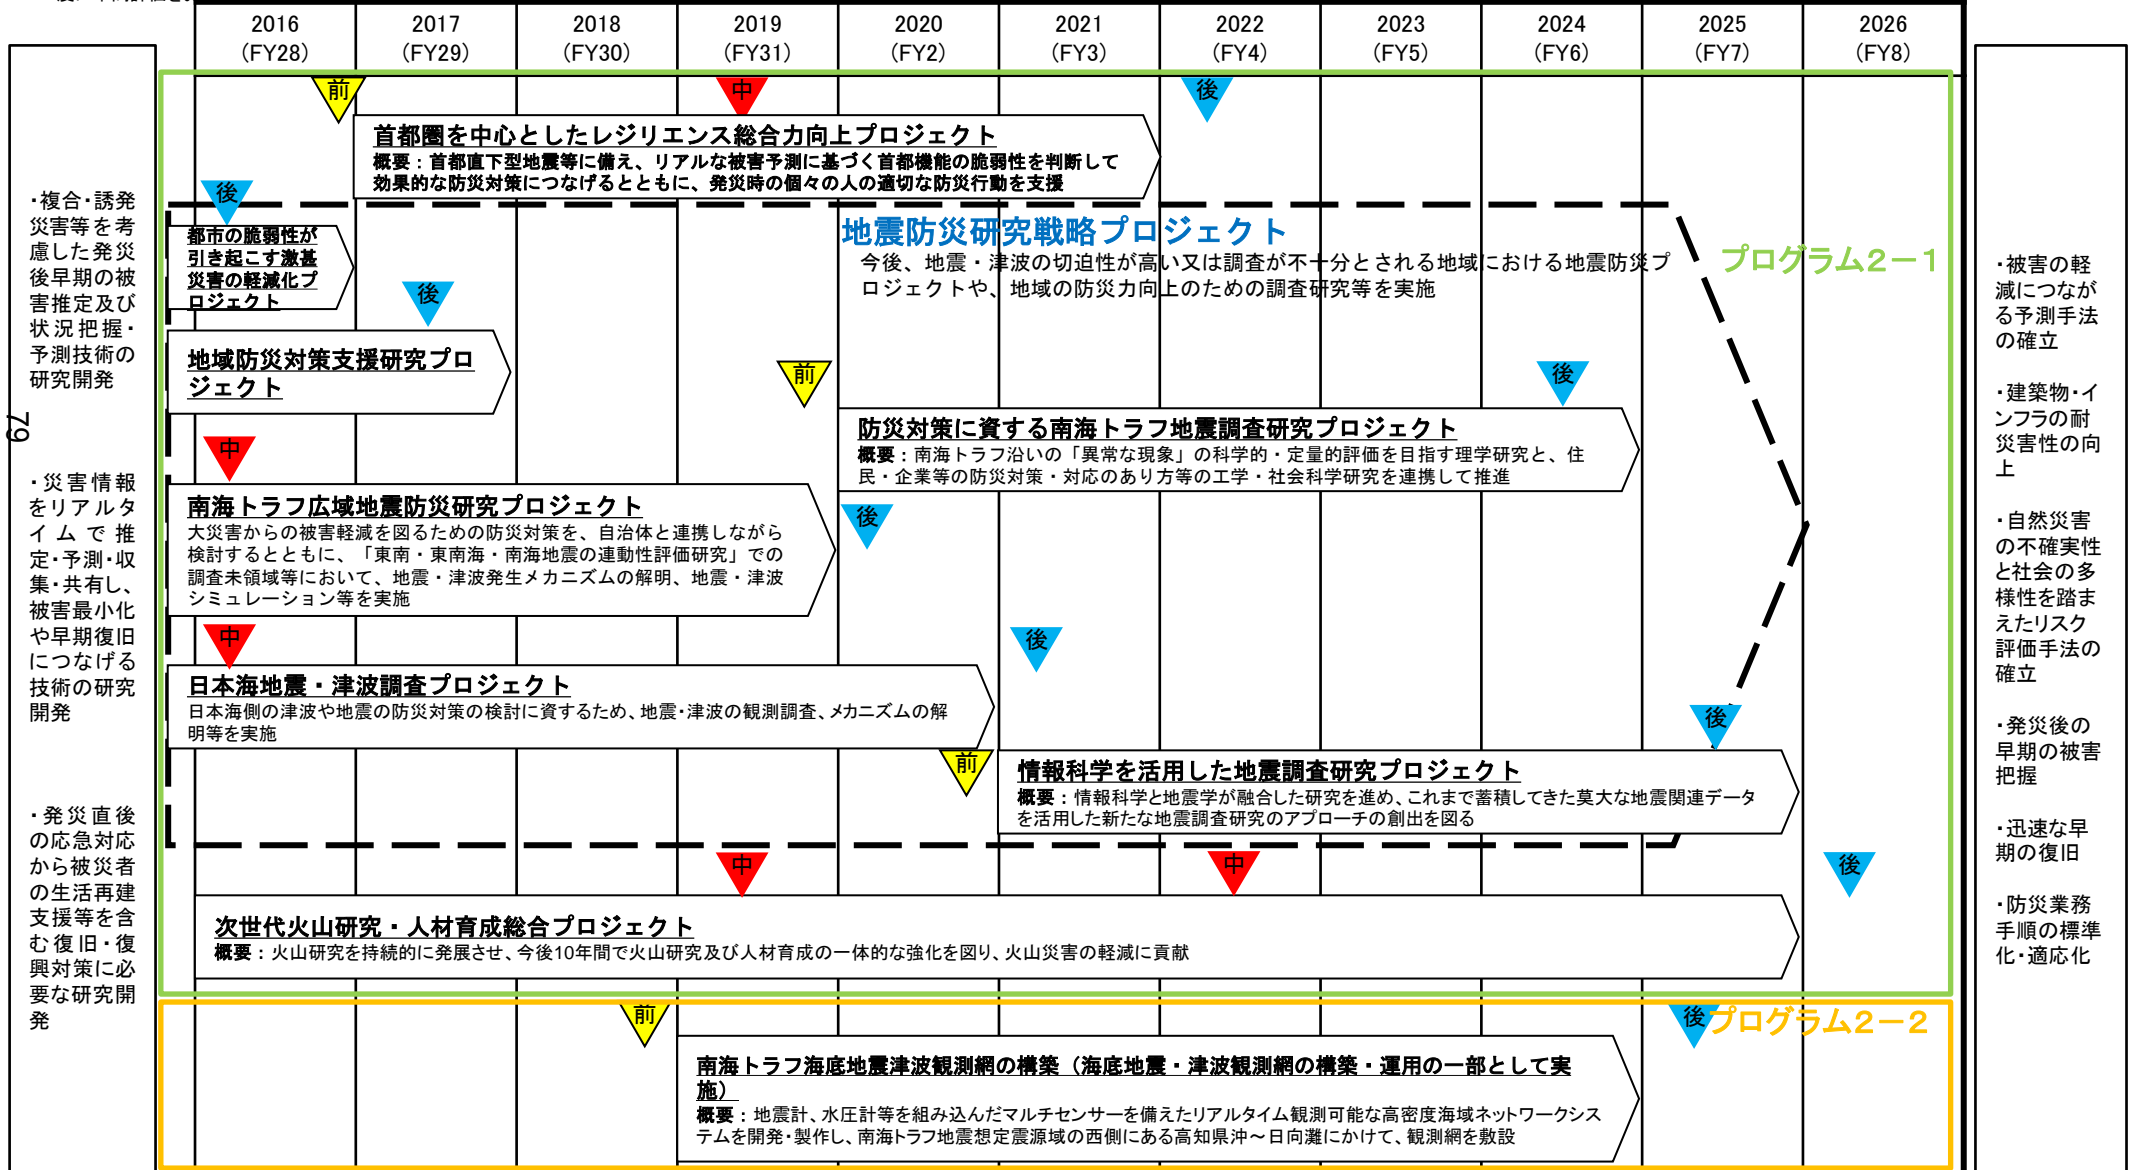 2016
(FY28)
2017
(FY29)
2018
(FY30)
2019
(FY31)
2020
(FY2)
2021
(FY3)
2022
(FY4)
2023
(FY5)
2024
(FY6)
2025
(FY7)
2026
(FY8)
・複合・誘発
災害等を考
慮した発災
後早期の被
害推定及び
状況把握・
予測技術の
研究開発
・災害情報
をリアルタ
イムで推
定・予測・収
集・共有し、
被害最小化
や早期復旧
につなげる
技術の研究
開発
・発災直後
の応急対応
から被災者
の生活再建
支援等を含
む復旧・復
興対策に必
要な研究開
発
79
前
中
後
首都圏を中心としたレジリエンス総合力向上プロジェクト
概要：首都直下型地震等に備え、リアルな被害予測に基づく首都機能の脆弱性を判断して
効果的な防災対策につなげるとともに、発災時の個々の人の適切な防災行動を支援
後
都市の脆弱性が
引き起こす激甚
災害の軽減化プ
ロジェクト
地震防災研究戦略プロジェクト
今後、地震・津波の切迫性が高い又は調査が不十分とされる地域における地震防災プ
ロジェクトや、地域の防災力向上のための調査研究等を実施
プログラム２－１
後
地域防災対策支援研究プロ
ジェクト
前
後
防災対策に資する南海トラフ地震調査研究プロジェクト
概要：南海トラフ沿いの「異常な現象」の科学的・定量的評価を目指す理学研究と、住
民・企業等の防災対策・対応のあり方等の工学・社会科学研究を連携して推進
中
南海トラフ広域地震防災研究プロジェクト
大災害からの被害軽減を図るための防災対策を、自治体と連携しながら
検討するとともに、「東南・東南海・南海地震の連動性評価研究」での
調査未領域等において、地震・津波発生メカニズムの解明、地震・津波
シミュレーション等を実施
後
中
後
日本海地震・津波調査プロジェクト
日本海側の津波や地震の防災対策の検討に資するため、地震・津波の観測調査、メカニズムの解
明等を実施
前
後
情報科学を活用した地震調査研究プロジェクト
概要：情報科学と地震学が融合した研究を進め、これまで蓄積してきた莫大な地震関連データ
を活用した新たな地震調査研究のアプローチの創出を図る
中
中
後
次世代火山研究・人材育成総合プロジェクト
概要：火山研究を持続的に発展させ、今後10年間で火山研究及び人材育成の一体的な強化を図り、火山災害の軽減に貢献
前
後
プログラム２－２
南海トラフ海底地震津波観測網の構築（海底地震・津波観測網の構築・運用の一部として実
施）
概要：地震計、水圧計等を組み込んだマルチセンサーを備えたリアルタイム観測可能な高密度海域ネットワークシス
テムを開発・製作し、南海トラフ地震想定震源域の西側にある高知県沖～日向灘にかけて、観測網を敷設
・被害の軽
減につなが
る予測手法
の確立
・建築物・イ
ンフラの耐
災害性の向
上
・自然災害
の不確実性
と社会の多
様性を踏ま
えたリスク
評価手法の
確立
・発災後の
早期の被害
把握
・迅速な早
期の復旧
・防災業務
手順の標準
化・適応化